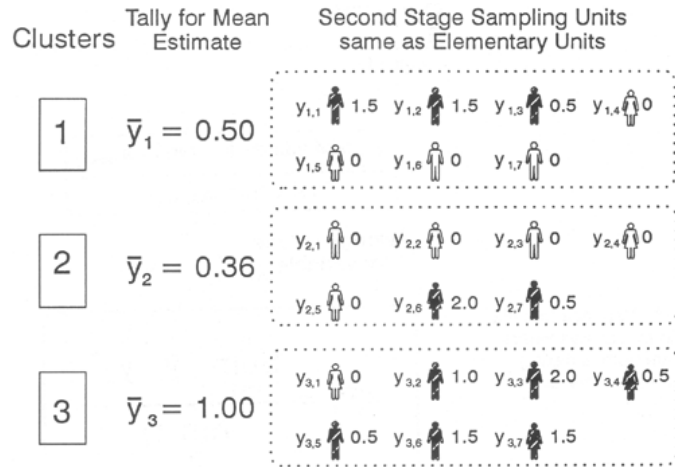 Clusters
Tally for Mean
Estimate
Second Stage Sampling Units
same as Elementary Units
1
ȳ₁ = 0.50
y₁,₁ 1.5 y₁,₂ 1.5 y₁,₃ 0.5 y₁,₄ 0
y₁,₅ 0 y₁,₆ 0 y₁,₇ 0
2
ȳ₂ = 0.36
y₂,₁ 0 y₂,₂ 0 y₂,₃ 0 y₂,₄ 0
y₂,₅ 0 y₂,₆ 2.0 y₂,₇ 0.5
3
ȳ₃ = 1.00
y₃,₁ 0 y₃,₂ 1.0 y₃,₃ 2.0 y₃,₄ 0.5
y₃,₅ 0.5 y₃,₆ 1.5 y₃,₇ 1.5